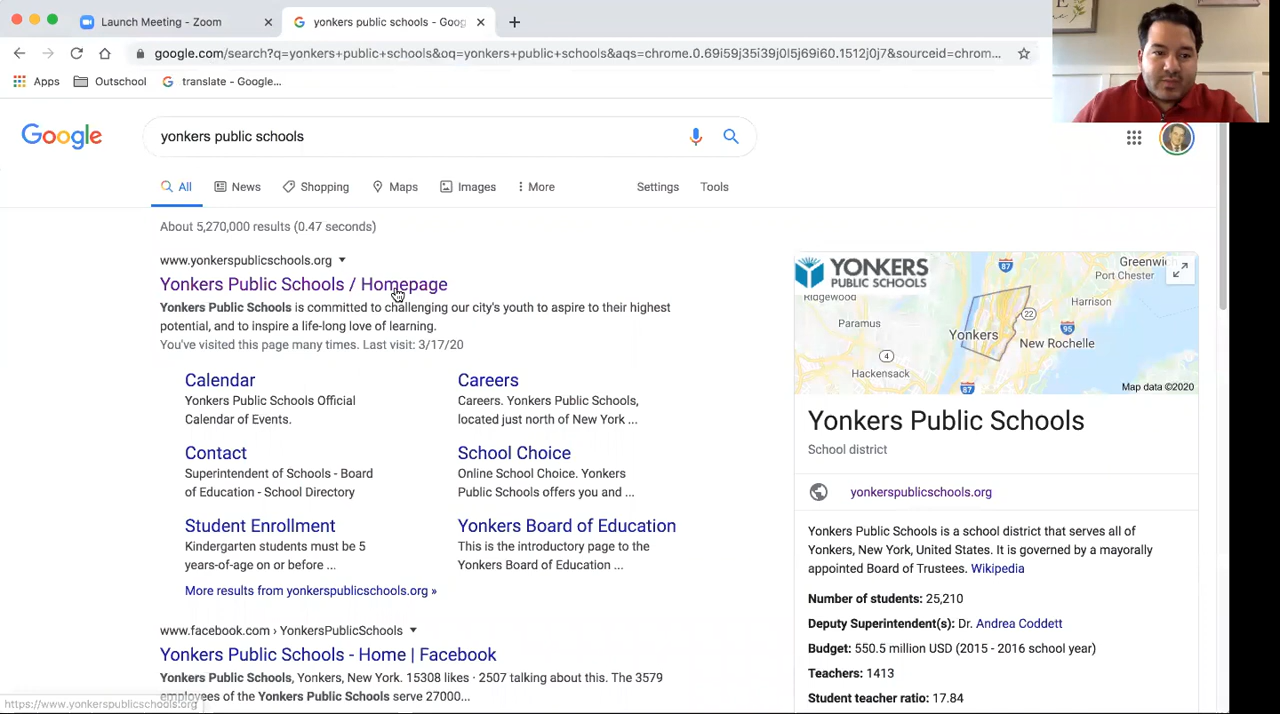 Launch Meeting - Zoom
yonkers public schools - Goog
google.com/search?q=yonkers+public+schools&oq=yonkers+public+schools&aqs=chrome.0.69i59j35i39j0l5j69i60.1512j0j7&sourceid=chrom...
Apps
Outschool
translate - Google...
Google
yonkers public schools
All
News
Shopping
Maps
Images
More
Settings
Tools
About 5,270,000 results (0.47 seconds)
www.yonkerspublicschools.org
Yonkers Public Schools / Homepage
Yonkers Public Schools is committed to challenging our city's youth to aspire to their highest
potential, and to inspire a life-long love of learning.
You've visited this page many times. Last visit: 3/17/20
Calendar
Yonkers Public Schools Official
Calendar of Events.
Careers
Careers. Yonkers Public Schools,
located just north of New York ...
Contact
Superintendent of Schools - Board
of Education - School Directory
School Choice
Online School Choice. Yonkers
Public Schools offers you and ...
Student Enrollment
Kindergarten students must be 5
years-of-age on or before ...
Yonkers Board of Education
This is the introductory page to the
Yonkers Board of Education ...
More results from yonkerspublicschools.org »
www.facebook.com › YonkersPublicSchools
Yonkers Public Schools - Home | Facebook
Yonkers Public Schools, Yonkers, New York. 15308 likes · 2507 talking about this. The 3579
employees of the Yonkers Public Schools serve 27000...
https://www.yonkerspublicschools.org
YONKERS
PUBLIC SCHOOLS
Ridgewood
Paramus
4
Hackensack
87
Yonkers
22
87
95
New Rochelle
Harrison
Port Chester
Greenwic
Map data ©2020
Yonkers Public Schools
School district
yonkerspublicschools.org
Yonkers Public Schools is a school district that serves all of
Yonkers, New York, United States. It is governed by a mayorally
appointed Board of Trustees. Wikipedia
Number of students: 25,210
Deputy Superintendent(s): Dr. Andrea Coddett
Budget: 550.5 million USD (2015 - 2016 school year)
Teachers: 1413
Student teacher ratio: 17.84